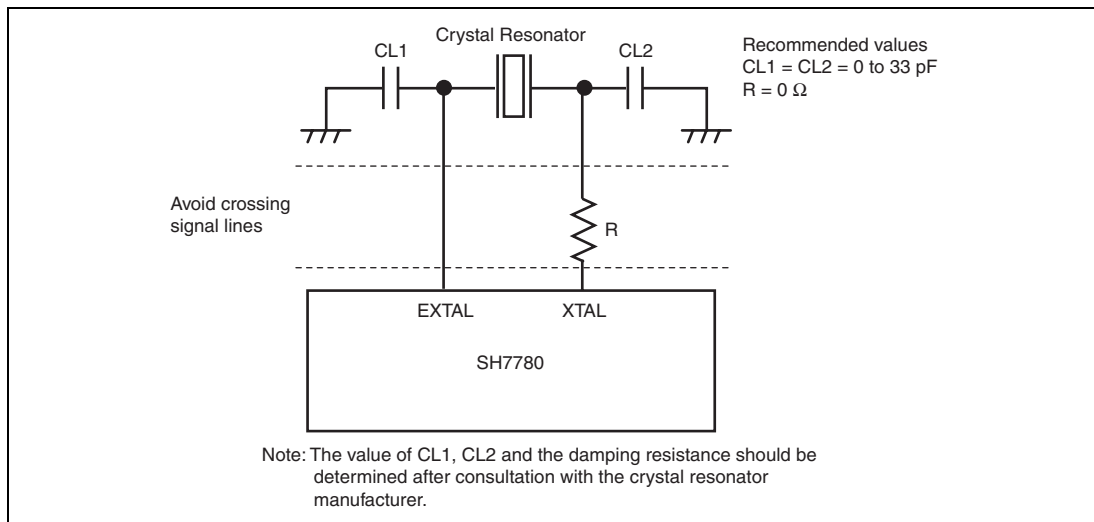 Crystal Resonator
CL1
CL2
Recommended values
CL1 = CL2 = 0 to 33 pF
R = 0 Ω
Avoid crossing
signal lines
R
EXTAL
XTAL
SH7780
Note: The value of CL1, CL2 and the damping resistance should be
determined after consultation with the crystal resonator
manufacturer.